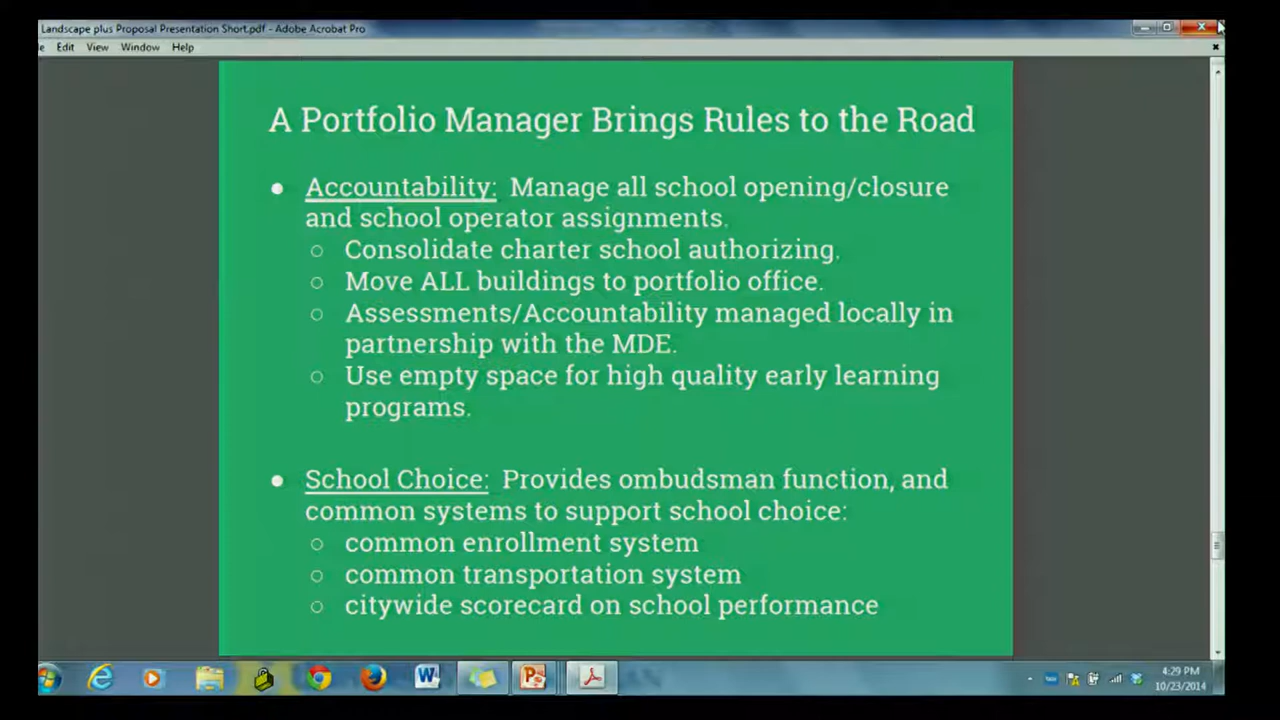 Landscape plus Proposal Presentation Short.pdf - Adobe Acrobat Pro
Edit View Window Help
A Portfolio Manager Brings Rules to the Road
● Accountability: Manage all school opening/closure
and school operator assignments.
○ Consolidate charter school authorizing.
○ Move ALL buildings to portfolio office.
○ Assessments/Accountability managed locally in
partnership with the MDE.
○ Use empty space for high quality early learning
programs.
● School Choice: Provides ombudsman function, and
common systems to support school choice:
○ common enrollment system
○ common transportation system
○ citywide scorecard on school performance
4:29 PM
10/23/2014